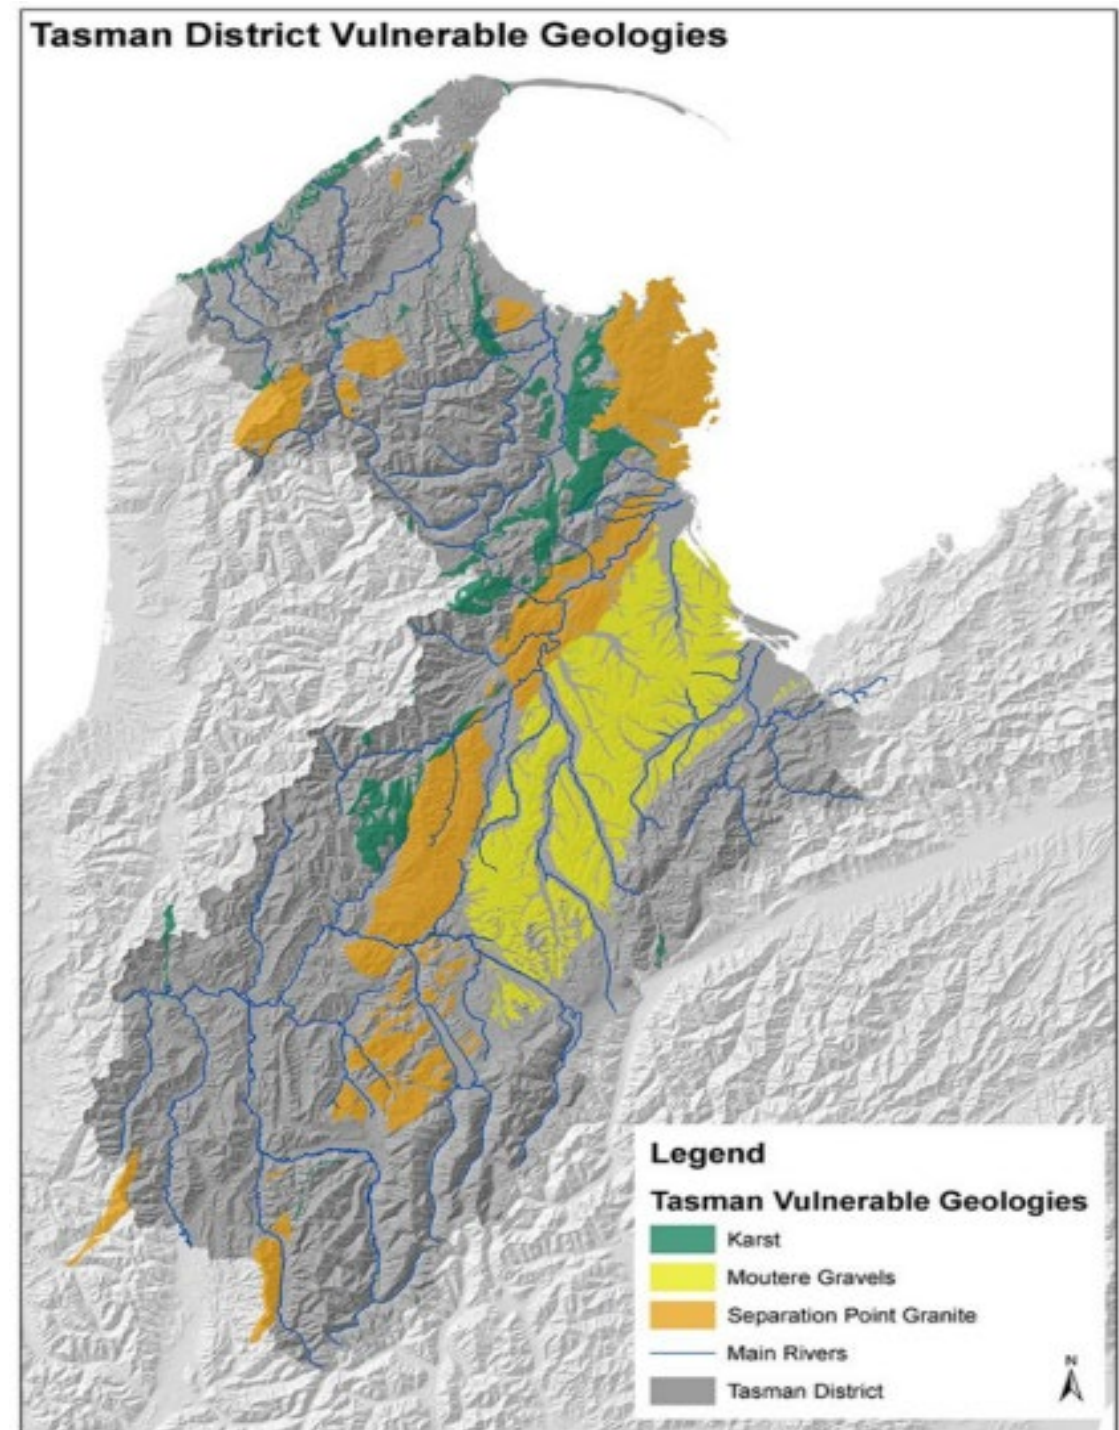 Tasman District Vulnerable Geologies
Legend
Tasman Vulnerable Geologies
Karst
Moutere Gravels
Separation Point Granite
Main Rivers
Tasman District
N